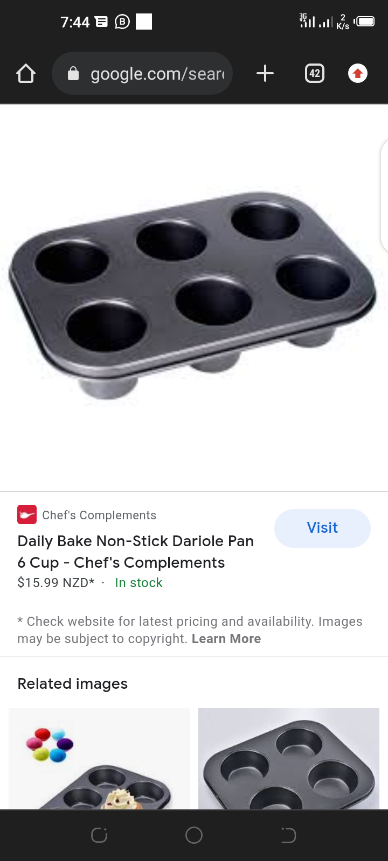 7:44
google.com/sear
42
2
K/s
Chef's Complements
Daily Bake Non-Stick Dariole Pan
6 Cup - Chef's Complements
Visit
$15.99 NZD* · In stock
* Check website for latest pricing and availability. Images
may be subject to copyright. Learn More
Related images